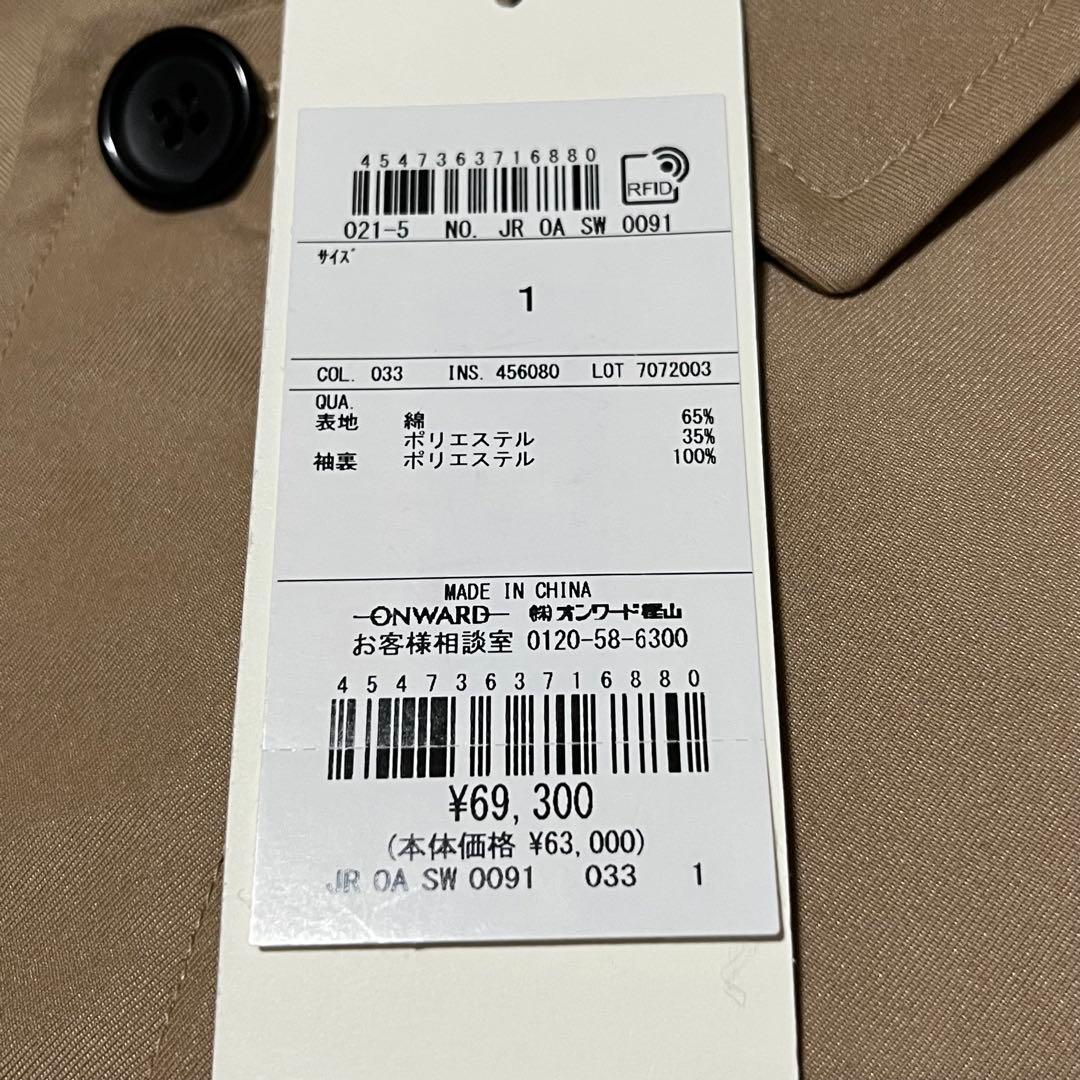 4547363716880
RFID
021-5 NO. JR OA SW 0091
ｻｲｽﾞ
1
COL. 033 INS. 456080 LOT 7072003
QUA.
表地 綿 65%
ポリエステル 35%
袖裏 ポリエステル 100%
MADE IN CHINA
ONWARD ㈱オンワード樫山
お客様相談室 0120-58-6300
4547363716880
¥69,300
(本体価格 ¥63,000)
JR OA SW 0091 033 1